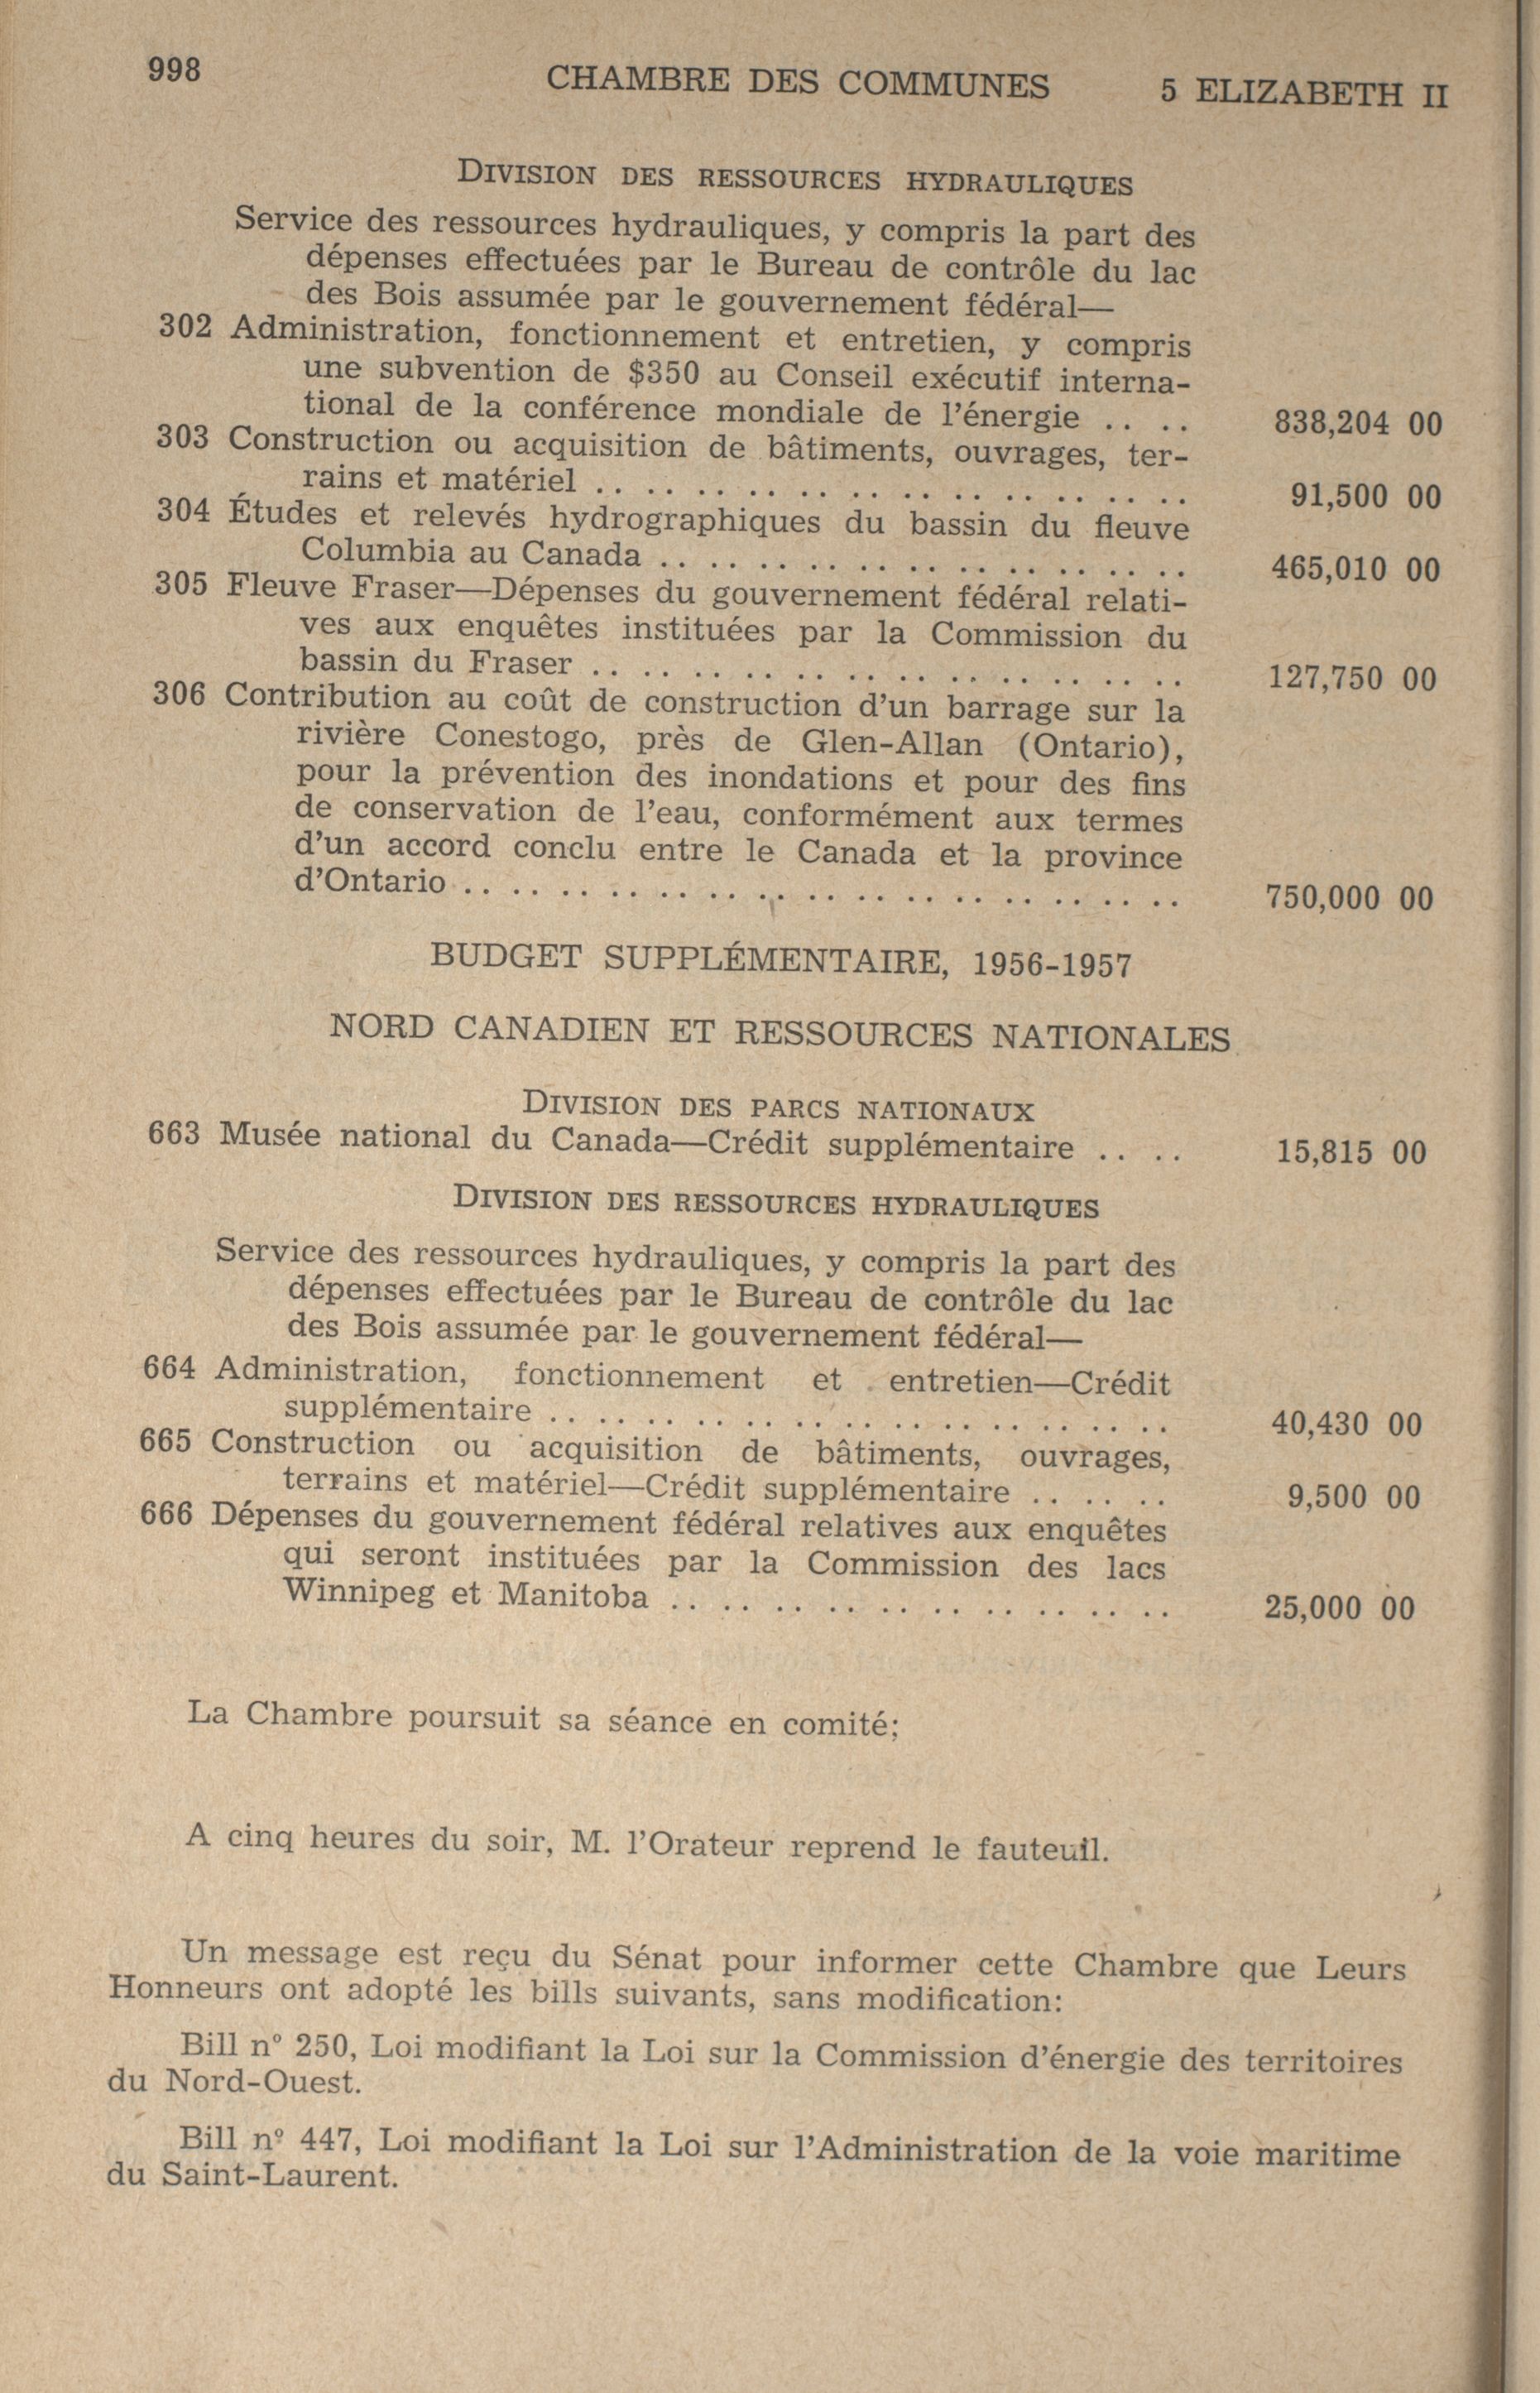 998 CHAMBRE DES COMMUNES 5 ELIZABETH II
DIVISION DES RESSOURCES HYDRAULIQUES
Service des ressources hydrauliques, y compris la part des
dépenses effectuées par le Bureau de contrôle du lac
des Bois assumée par le gouvernement fédéral—
302 Administration, fonctionnement et entretien, y compris
une subvention de $350 au Conseil exécutif interna-
tional de la conférence mondiale de l'énergie .. .. 838,204 00
303 Construction ou acquisition de bâtiments, ouvrages, ter-
rains et matériel .. .. .. .. .. .. .. .. .. .. .. .. 91,500 00
304 Études et relevés hydrographiques du bassin du fleuve
Columbia au Canada .. .. .. .. .. .. .. .. .. .. .. 465,010 00
305 Fleuve Fraser—Dépenses du gouvernement fédéral relati-
ves aux enquêtes instituées par la Commission du
bassin du Fraser .. .. .. .. .. .. .. .. .. .. .. .. 127,750 00
306 Contribution au coût de construction d'un barrage sur la
rivière Conestogo, près de Glen-Allan (Ontario),
pour la prévention des inondations et pour des fins
de conservation de l'eau, conformément aux termes
d'un accord conclu entre le Canada et la province
d'Ontario .. .. .. .. .. .. .. .. .. .. .. .. .. .. .. 750,000 00
BUDGET SUPPLÉMENTAIRE, 1956-1957
NORD CANADIEN ET RESSOURCES NATIONALES
DIVISION DES PARCS NATIONAUX
663 Musée national du Canada—Crédit supplémentaire .. .. 15,815 00
DIVISION DES RESSOURCES HYDRAULIQUES
Service des ressources hydrauliques, y compris la part des
dépenses effectuées par le Bureau de contrôle du lac
des Bois assumée par le gouvernement fédéral—
664 Administration, fonctionnement et entretien—Crédit
supplémentaire .. .. .. .. .. .. .. .. .. .. .. .. .. 40,430 00
665 Construction ou acquisition de bâtiments, ouvrages,
terrains et matériel—Crédit supplémentaire .. .. .. 9,500 00
666 Dépenses du gouvernement fédéral relatives aux enquêtes
qui seront instituées par la Commission des lacs
Winnipeg et Manitoba .. .. .. .. .. .. .. .. .. .. 25,000 00
La Chambre poursuit sa séance en comité;
A cinq heures du soir, M. l'Orateur reprend le fauteuil.
Un message est reçu du Sénat pour informer cette Chambre que Leurs
Honneurs ont adopté les bills suivants, sans modification:
Bill n° 250, Loi modifiant la Loi sur la Commission d'énergie des territoires
du Nord-Ouest.
Bill n° 447, Loi modifiant la Loi sur l'Administration de la voie maritime
du Saint-Laurent.